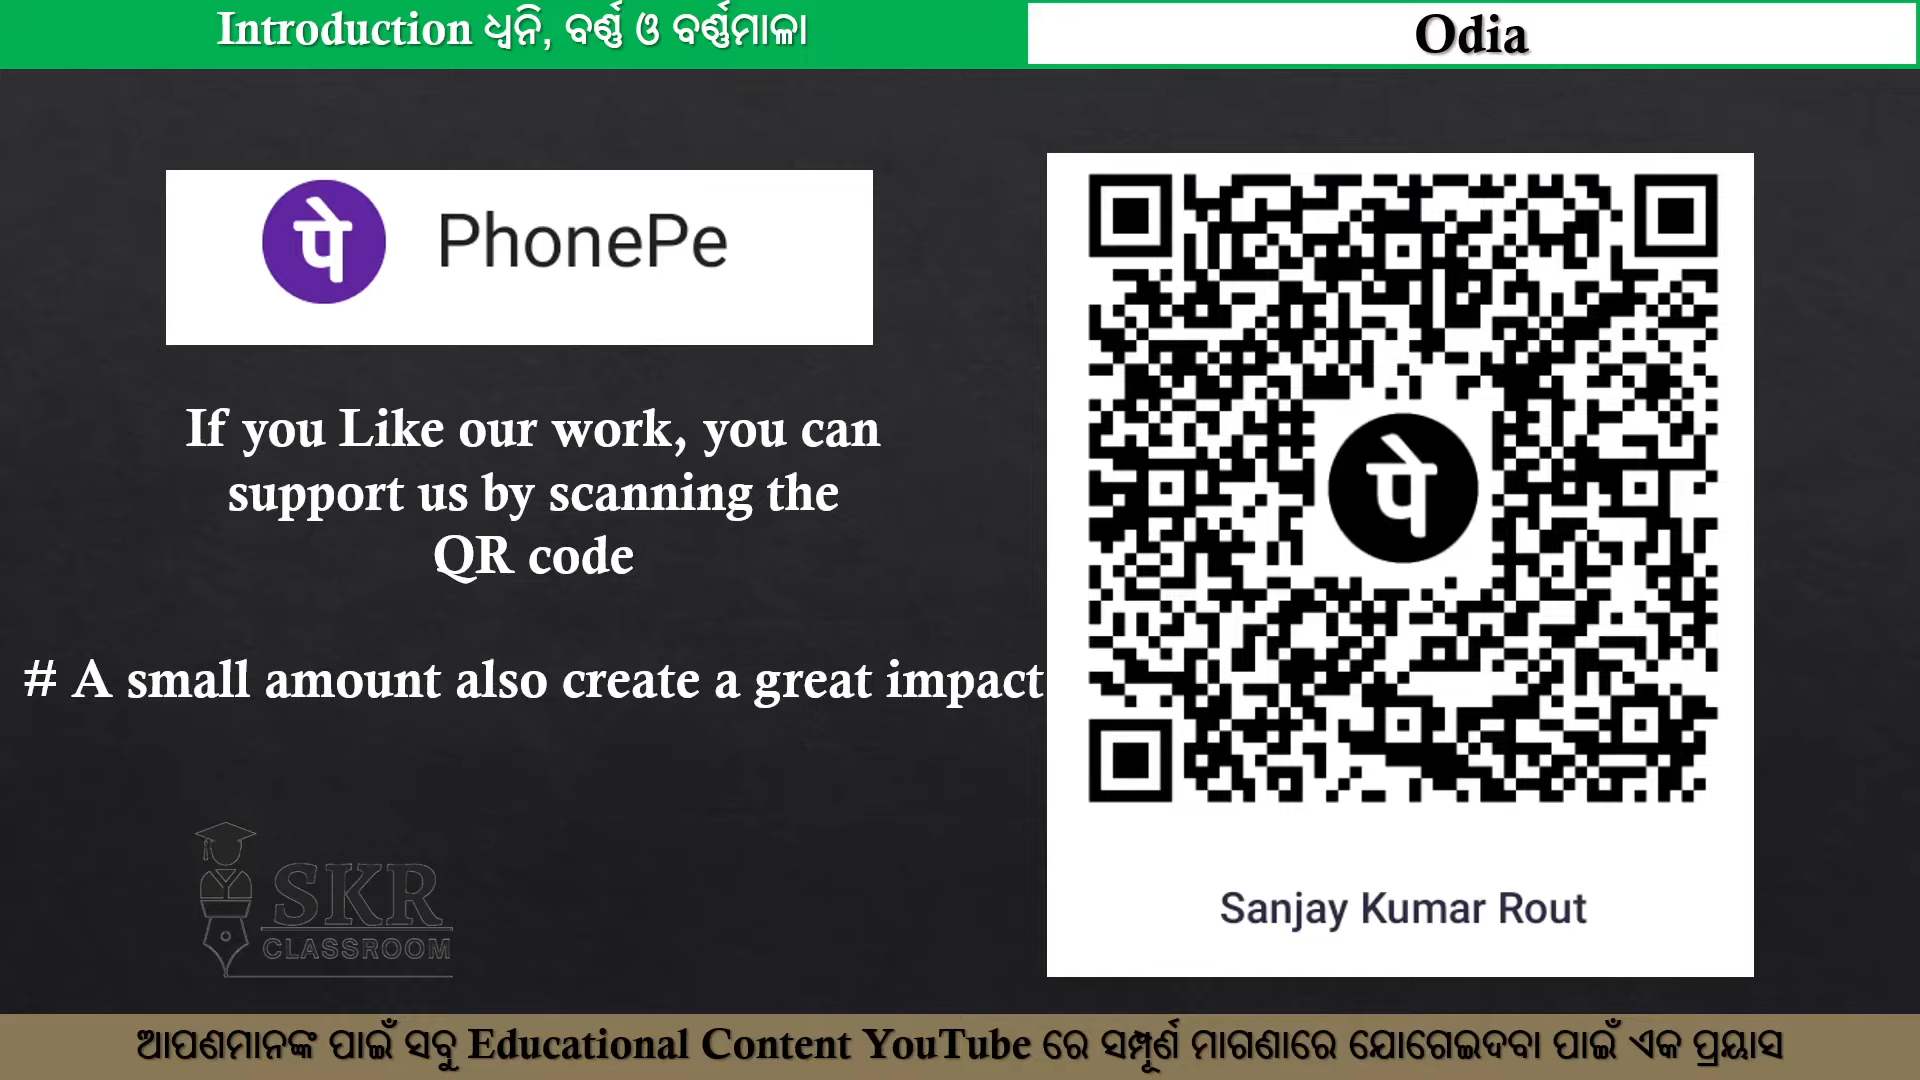 Introduction ଧ୍ଵନି, ବର୍ଣ୍ଣ ଓ ବର୍ଣ୍ଣମାଳା
Odia
पे PhonePe
If you Like our work, you can
support us by scanning the
QR code
# A small amount also create a great impact
पे
Sanjay Kumar Rout
SKR
CLASSROOM
ଆପଣମାନଙ୍କ ପାଇଁ ସବୁ Educational Content YouTube ରେ ସମ୍ପୂର୍ଣ ମାଗଣାରେ ଯୋଗେଇଦବା ପାଇଁ ଏକ ପ୍ରୟାସ